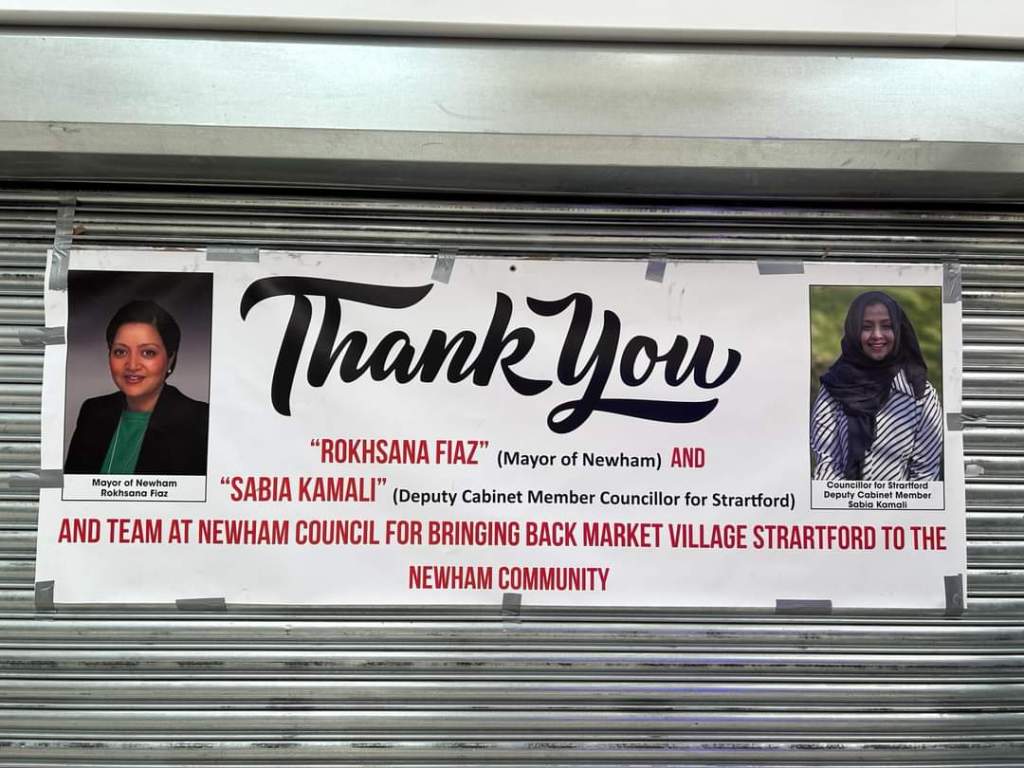 Thank You
"ROKHSANA FIAZ" (Mayor of Newham) AND
"SABIA KAMALI" (Deputy Cabinet Member Councillor for Strartford)
AND TEAM AT NEWHAM COUNCIL FOR BRINGING BACK MARKET VILLAGE STRARTFORD TO THE
NEWHAM COMMUNITY
Mayor of Newham
Rokhsana Fiaz
Councillor for Strartford
Deputy Cabinet Member
Sabia Kamali